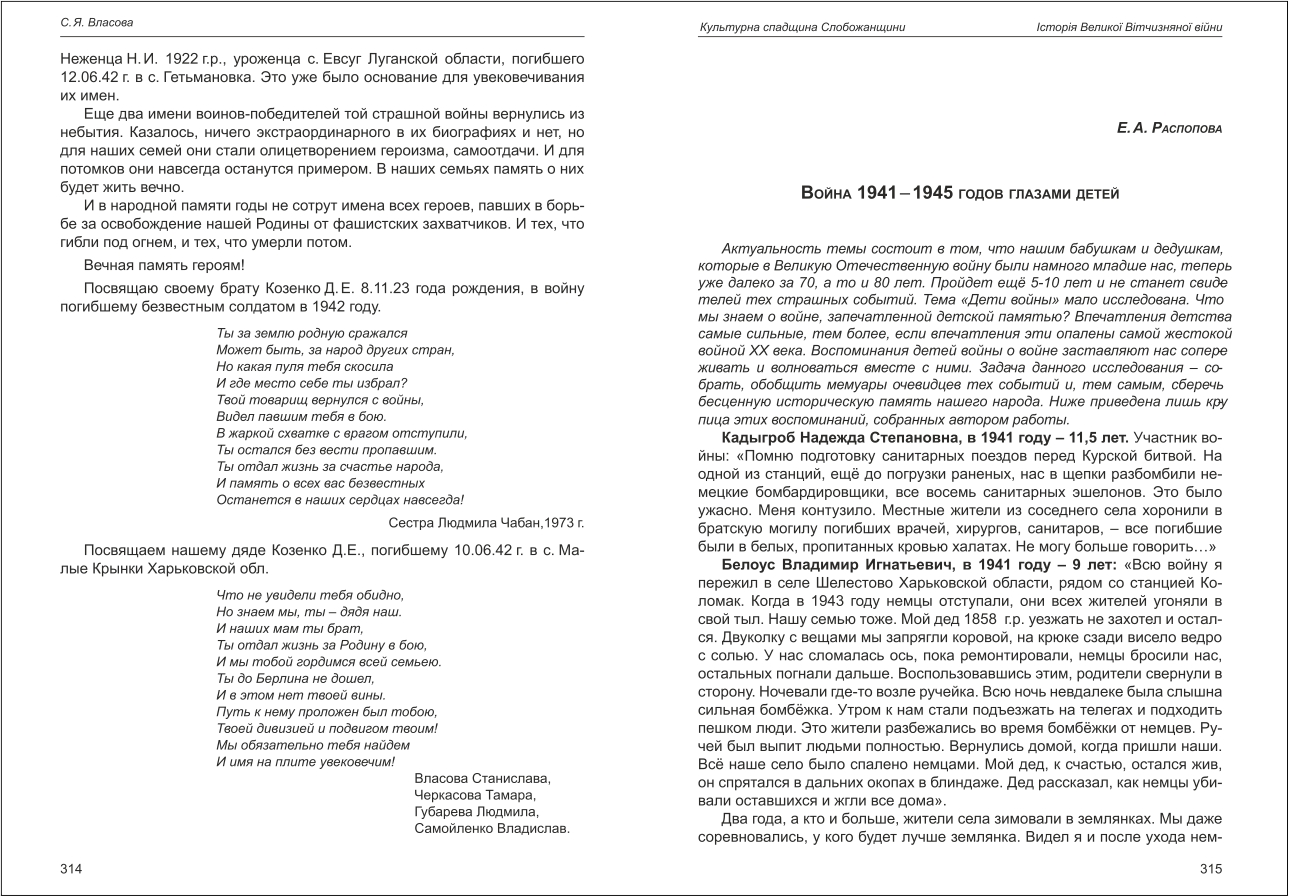 С. Я. Власова
Неженца Н. И. 1922 г.р., уроженца с. Евсуг Луганской области, погибшего
12.06.42 г. в с. Гетьмановка. Это уже было основание для увековечивания
их имен.
Еще два имени воинов-победителей той страшной войны вернулись из
небытия. Казалось, ничего экстраординарного в их биографиях и нет, но
для наших семей они стали олицетворением героизма, самоотдачи. И для
потомков они навсегда останутся примером. В наших семьях память о них
будет жить вечно.
И в народной памяти годы не сотрут имена всех героев, павших в борь-
бе за освобождение нашей Родины от фашистских захватчиков. И тех, что
гибли под огнем, и тех, что умерли потом.
Вечная память героям!
Посвящаю своему брату Козенко Д. Е. 8.11.23 года рождения, в войну
погибшему безвестным солдатом в 1942 году.
Ты за землю родную сражался
Может быть, за народ других стран,
Но какая пуля тебя скосила
И где место себе ты избрал?
Твой товарищ вернулся с войны,
Видел павшим тебя в бою.
В жаркой схватке с врагом отступили,
Ты остался без вести пропавшим.
Ты отдал жизнь за счастье народа,
И память о всех вас безвестных
Останется в наших сердцах навсегда!
Сестра Людмила Чабан,1973 г.
Посвящаем нашему дяде Козенко Д.Е., погибшему 10.06.42 г. в с. Ма-
лые Крынки Харьковской обл.
Что не увидели тебя обидно,
Но знаем мы, ты – дядя наш.
И наших мам ты брат,
Ты отдал жизнь за Родину в бою,
И мы тобой гордимся всей семьею.
Ты до Берлина не дошел,
И в этом нет твоей вины.
Путь к нему проложен был тобою,
Твоей дивизией и подвигом твоим!
Мы обязательно тебя найдем
И имя на плите увековечим!
Власова Станислава,
Черкасова Тамара,
Губарева Людмила,
Самойленко Владислав.
314
Культурна спадщина Слобожанщини Історія Великої Вітчизняної війни
Е. А. Распопова
Война 1941 – 1945 годов глазами детей
Актуальность темы состоит в том, что нашим бабушкам и дедушкам,
которые в Великую Отечественную войну были намного младше нас, теперь
уже далеко за 70, а то и 80 лет. Пройдет ещё 5-10 лет и не станет свиде
телей тех страшных событий. Тема «Дети войны» мало исследована. Что
мы знаем о войне, запечатленной детской памятью? Впечатления детства
самые сильные, тем более, если впечатления эти опалены самой жестокой
войной ХХ века. Воспоминания детей войны о войне заставляют нас сопере
живать и волноваться вместе с ними. Задача данного исследования – со-
брать, обобщить мемуары очевидцев тех событий и, тем самым, сберечь
бесценную историческую память нашего народа. Ниже приведена лишь кру-
пица этих воспоминаний, собранных автором работы.
Кадыгроб Надежда Степановна, в 1941 году – 11,5 лет. Участник во-
йны: «Помню подготовку санитарных поездов перед Курской битвой. На
одной из станций, ещё до погрузки раненых, нас в щепки разбомбили не-
мецкие бомбардировщики, все восемь санитарных эшелонов. Это было
ужасно. Меня контузило. Местные жители из соседнего села хоронили в
братскую могилу погибших врачей, хирургов, санитаров, – все погибшие
были в белых, пропитанных кровью халатах. Не могу больше говорить…»
Белоус Владимир Игнатьевич, в 1941 году – 9 лет: «Всю войну я
пережил в селе Шелестово Харьковской области, рядом со станцией Ко-
ломак. Когда в 1943 году немцы отступали, они всех жителей угоняли в
свой тыл. Нашу семью тоже. Мой дед 1858 г.р. уезжать не захотел и остал-
ся. Двуколку с вещами мы запрягли коровой, на крюке сзади висело ведро
с солью. У нас сломалась ось, пока ремонтировали, немцы бросили нас,
остальных погнали дальше. Воспользовавшись этим, родители свернули в
сторону. Ночевали где-то возле ручейка. Всю ночь невдалеке была слышна
сильная бомбёжка. Утром к нам стали подъезжать на телегах и подходить
пешком люди. Это жители разбежались во время бомбёжки от немцев. Ру-
чей был выпит людьми полностью. Вернулись домой, когда пришли наши.
Всё наше село было спалено немцами. Мой дед, к счастью, остался жив,
он спрятался в дальних окопах в блиндаже. Дед рассказал, как немцы уби-
вали оставшихся и жгли все дома».
Два года, а кто и больше, жители села зимовали в землянках. Мы даже
соревновались, у кого будет лучше землянка. Видел я и после ухода нем-
315